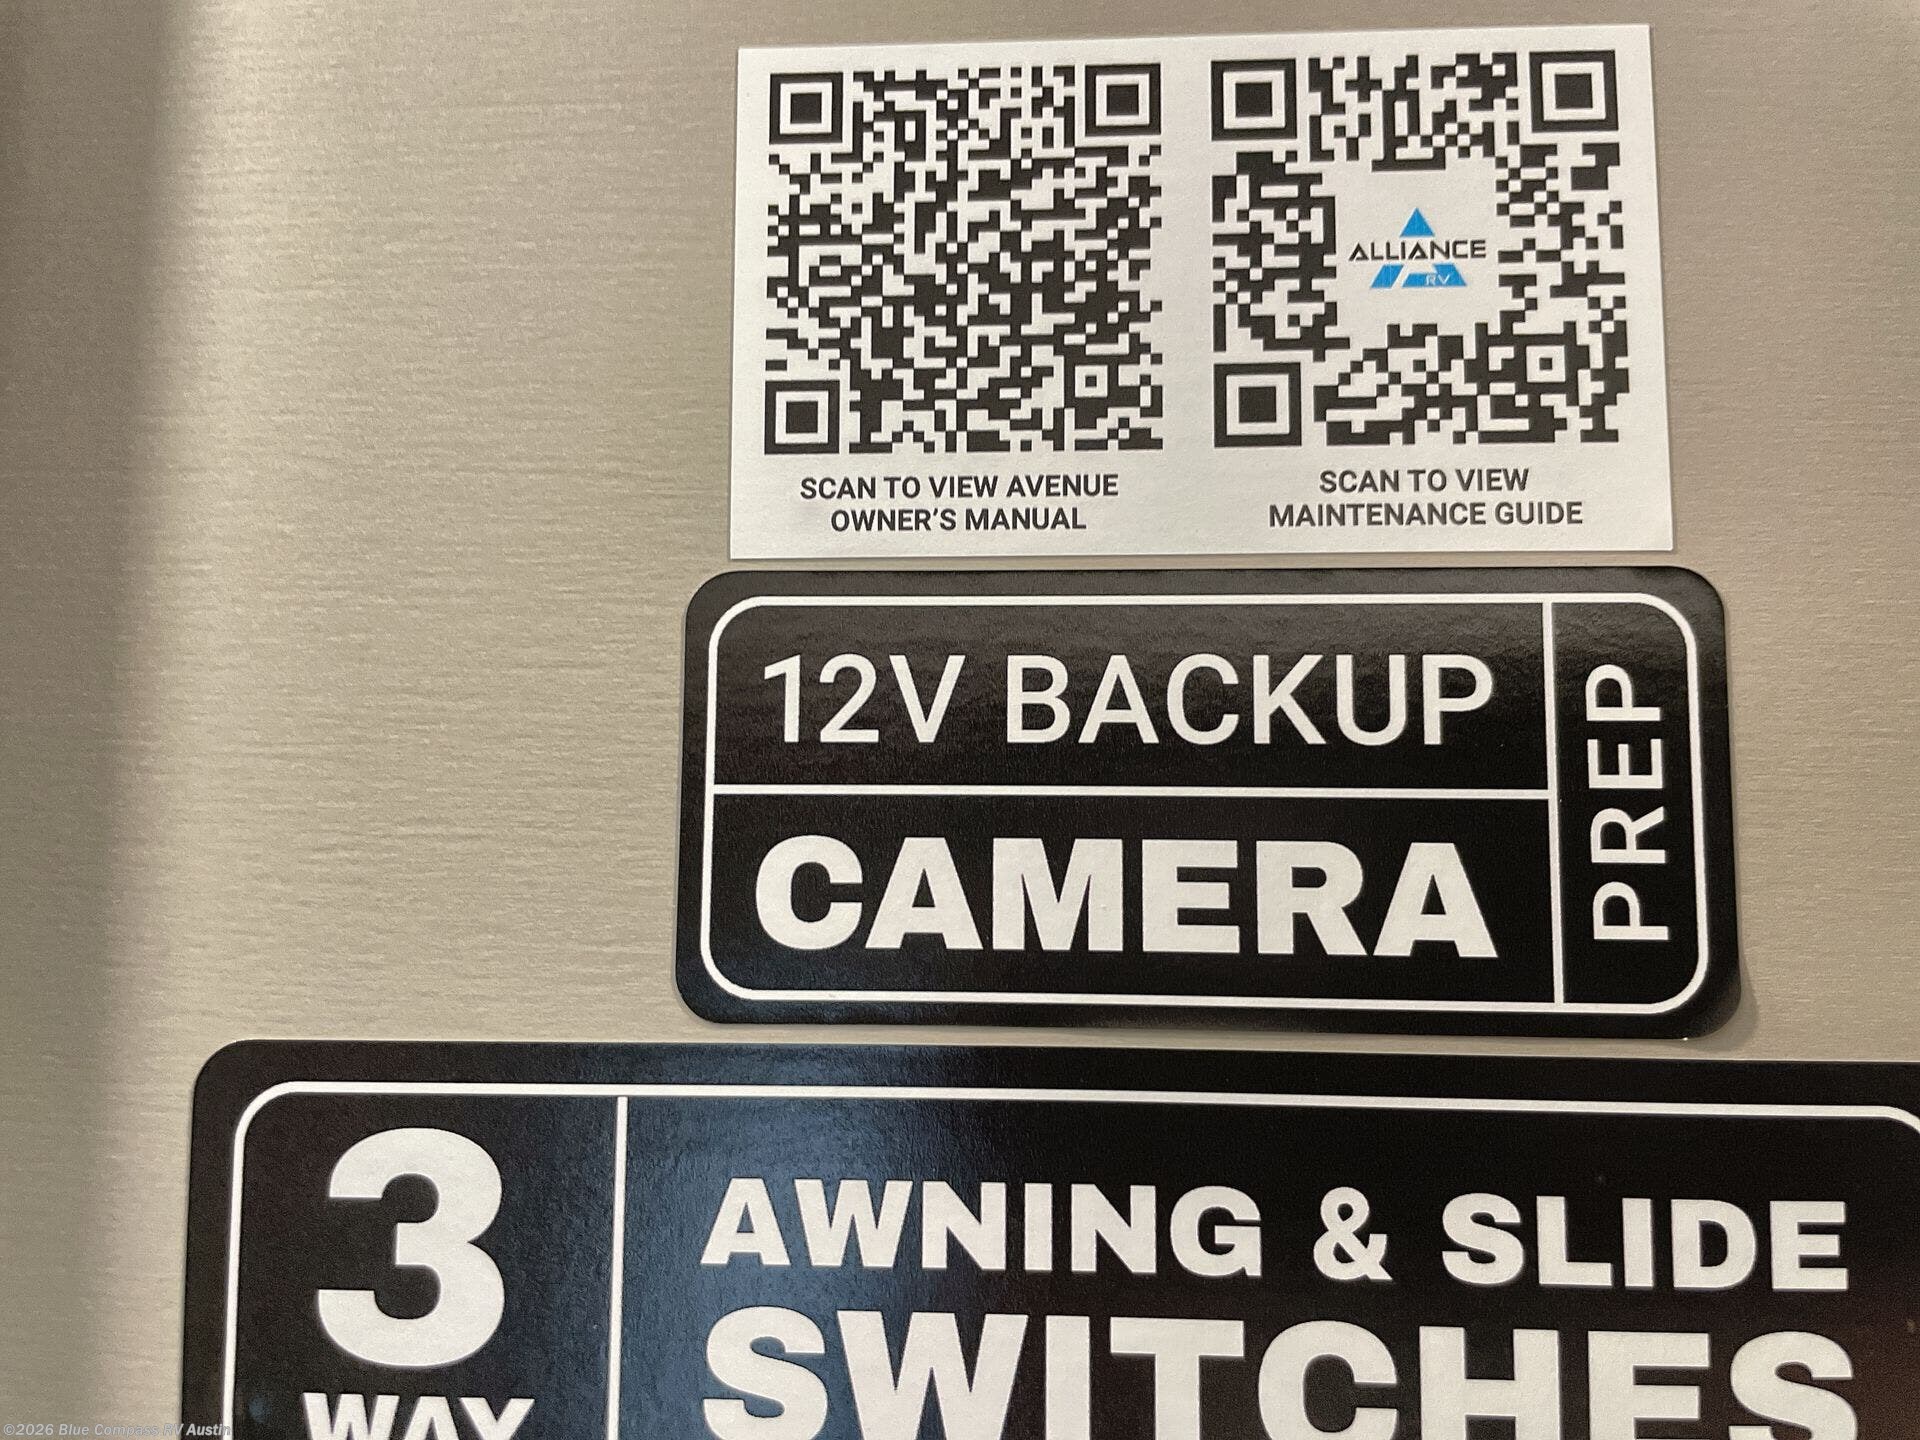 ALLIANCE
RV
SCAN TO VIEW AVENUE
OWNER'S MANUAL
SCAN TO VIEW
MAINTENANCE GUIDE
12V BACKUP
CAMERA
PREP
3
WAY
AWNING & SLIDE
SWITCHES
©2026 Blue Compass RV Austin